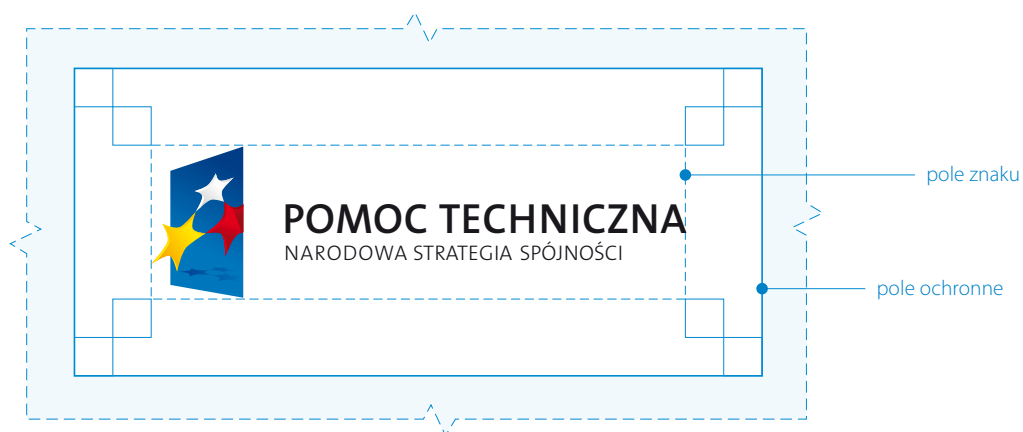 pole znaku
POMOC TECHNICZNA
NARODOWA STRATEGIA SPÓJNOŚCI
pole ochronne